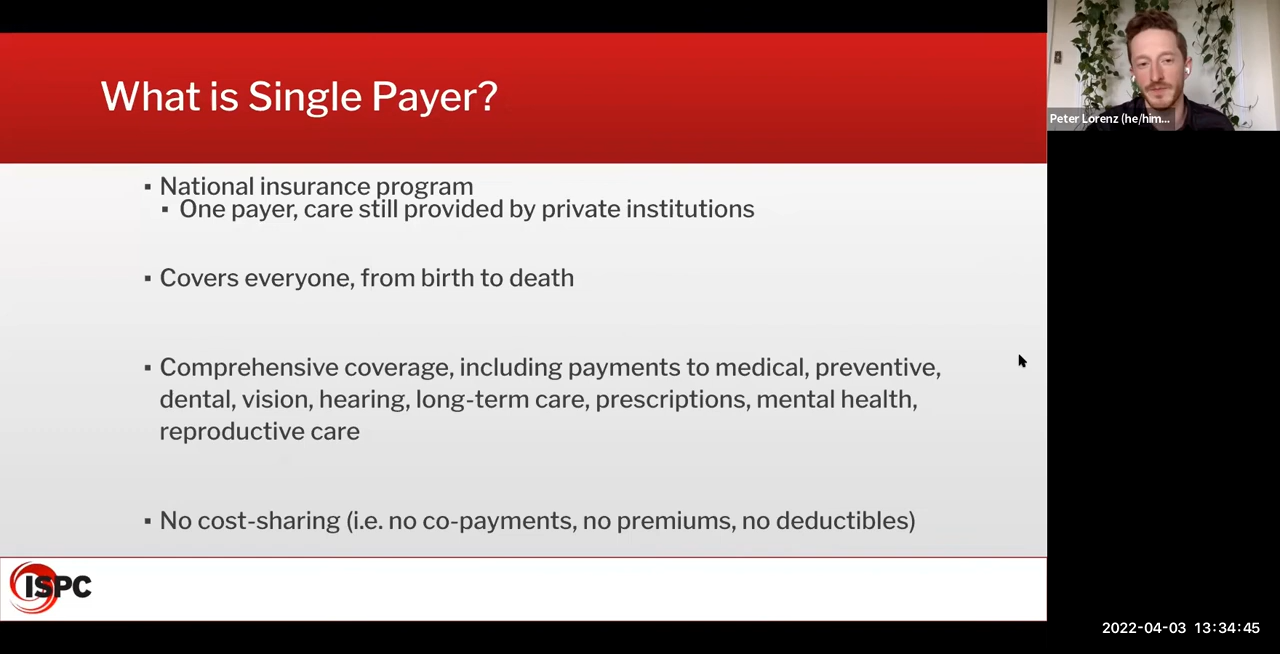 What is Single Payer?
▪ National insurance program
▪ One payer, care still provided by private institutions
▪ Covers everyone, from birth to death
▪ Comprehensive coverage, including payments to medical, preventive,
dental, vision, hearing, long-term care, prescriptions, mental health,
reproductive care
▪ No cost-sharing (i.e. no co-payments, no premiums, no deductibles)
ISPC
Peter Lorenz (he/him...
2022-04-03 13:34:45